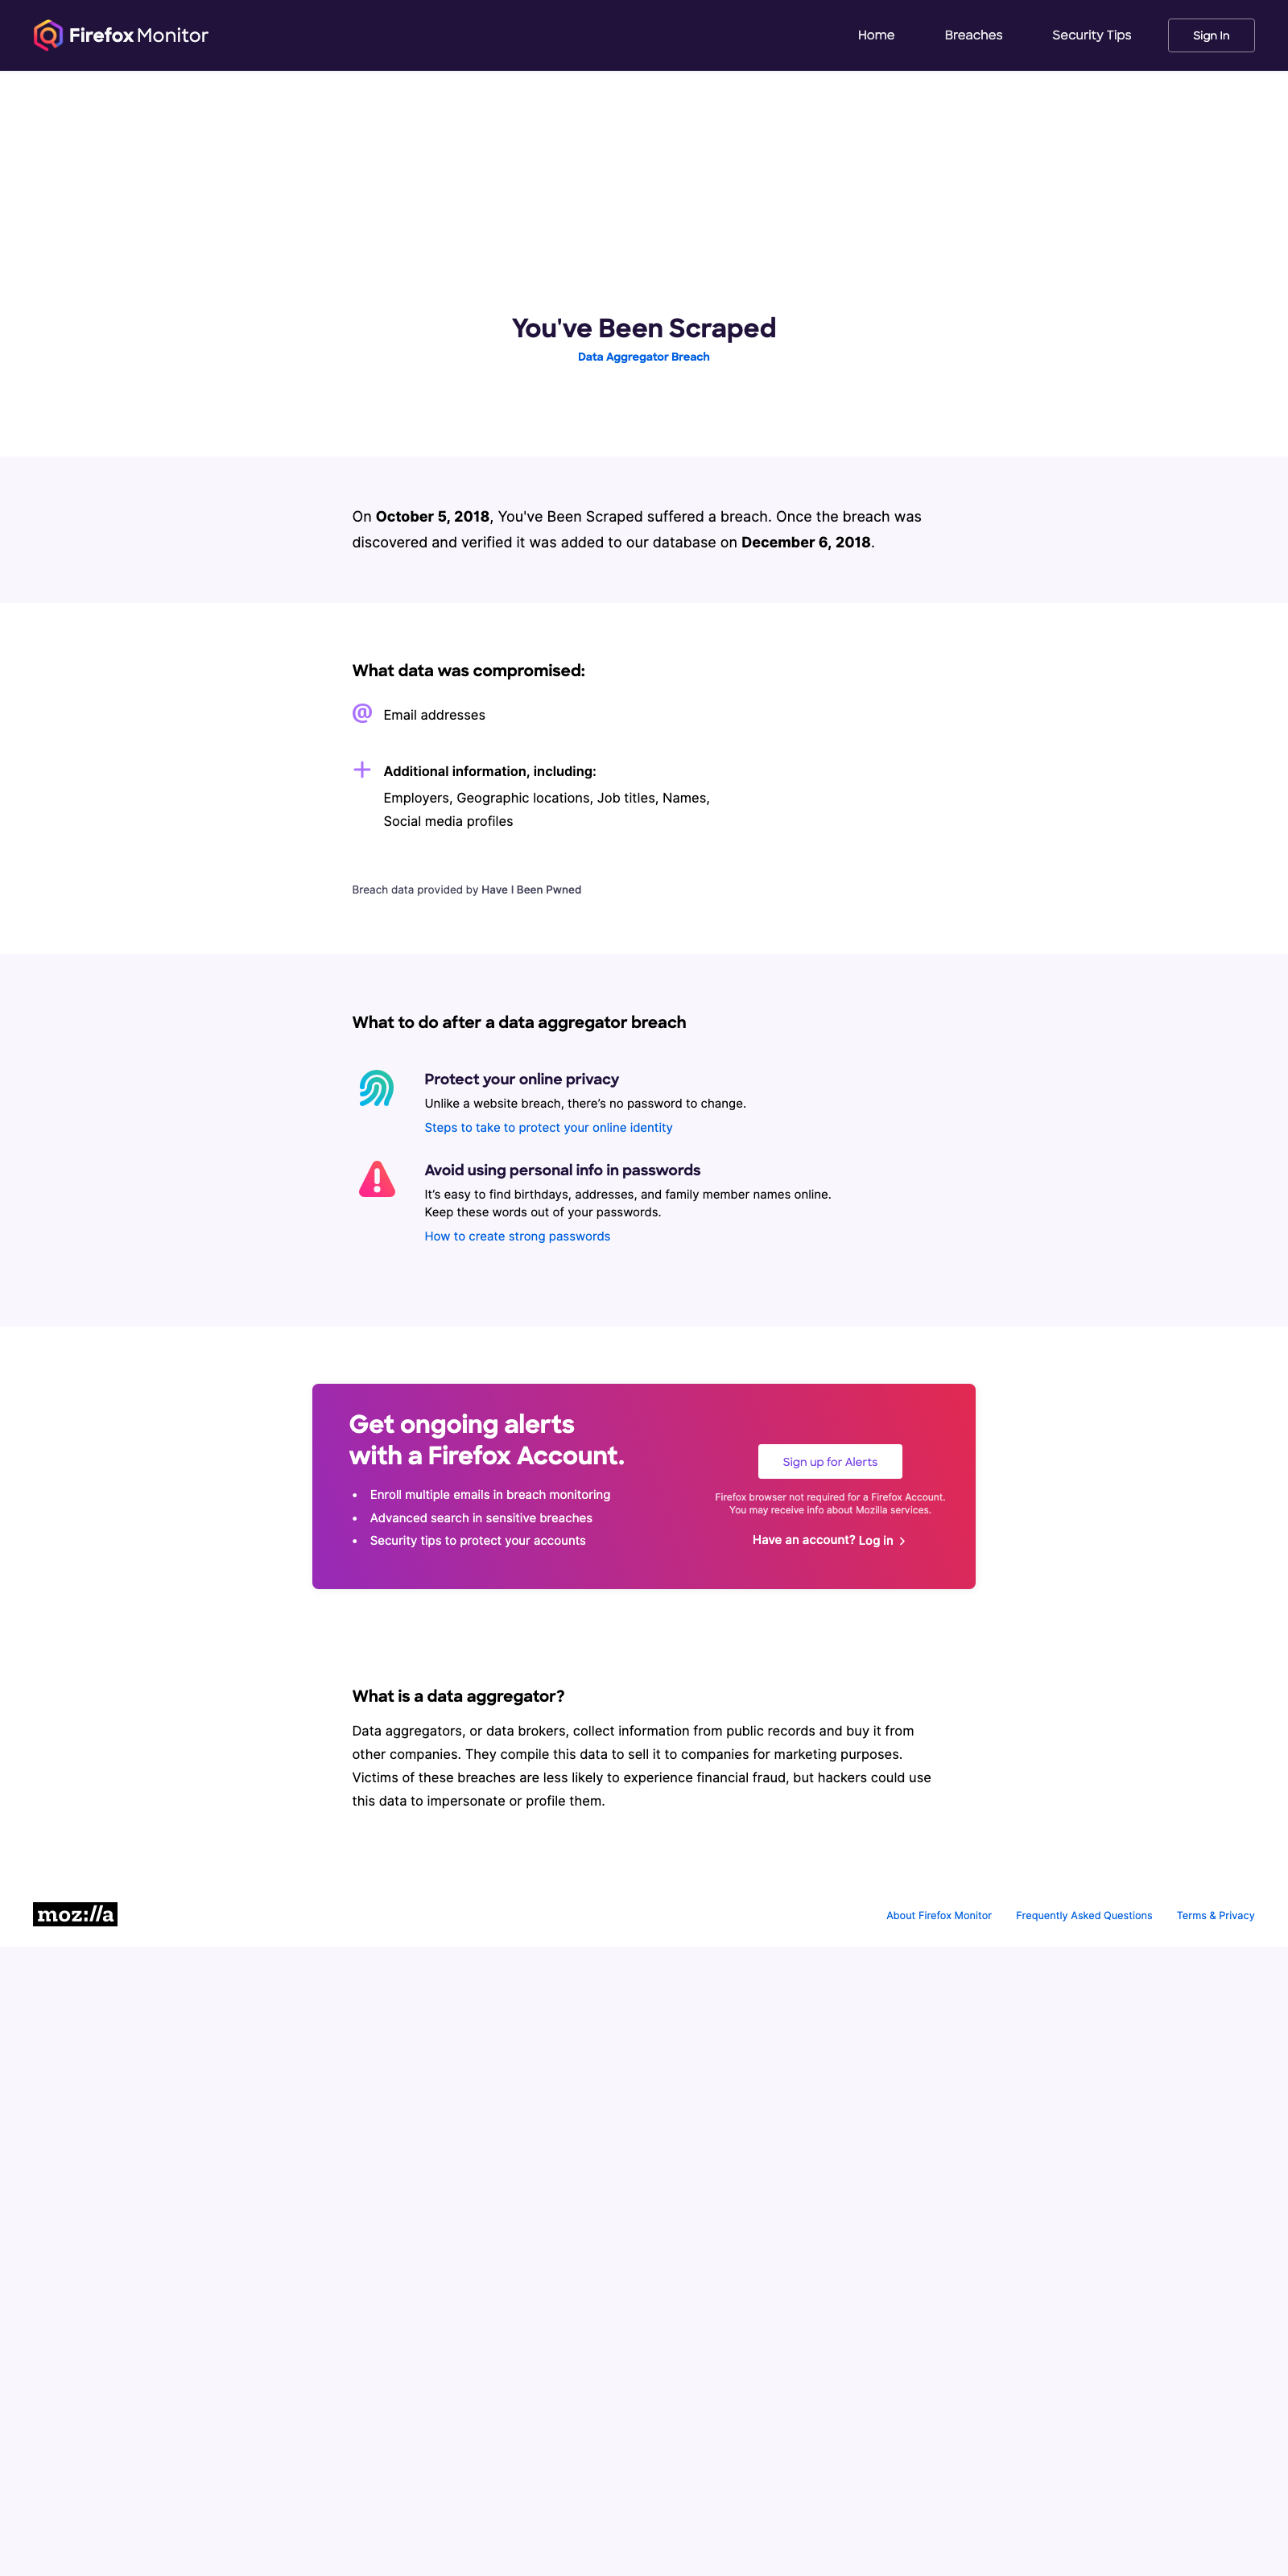 Firefox Monitor
Home
Breaches
Security Tips
Sign In
You've Been Scraped
Data Aggregator Breach
On October 5, 2018, You've Been Scraped suffered a breach. Once the breach was
discovered and verified it was added to our database on December 6, 2018.
What data was compromised:
@
Email addresses
Additional information, including:
Employers, Geographic locations, Job titles, Names,
Social media profiles
Breach data provided by Have I Been Pwned
What to do after a data aggregator breach
Protect your online privacy
Unlike a website breach, there’s no password to change.
Steps to take to protect your online identity
Avoid using personal info in passwords
It’s easy to find birthdays, addresses, and family member names online.
Keep these words out of your passwords.
How to create strong passwords
Get ongoing alerts
with a Firefox Account.
• Enroll multiple emails in breach monitoring
• Advanced search in sensitive breaches
• Security tips to protect your accounts
Sign up for Alerts
Firefox browser not required for a Firefox Account.
You may receive info about Mozilla services.
Have an account? Log in
What is a data aggregator?
Data aggregators, or data brokers, collect information from public records and buy it from
other companies. They compile this data to sell it to companies for marketing purposes.
Victims of these breaches are less likely to experience financial fraud, but hackers could use
this data to impersonate or profile them.
moz://a
About Firefox Monitor
Frequently Asked Questions
Terms & Privacy